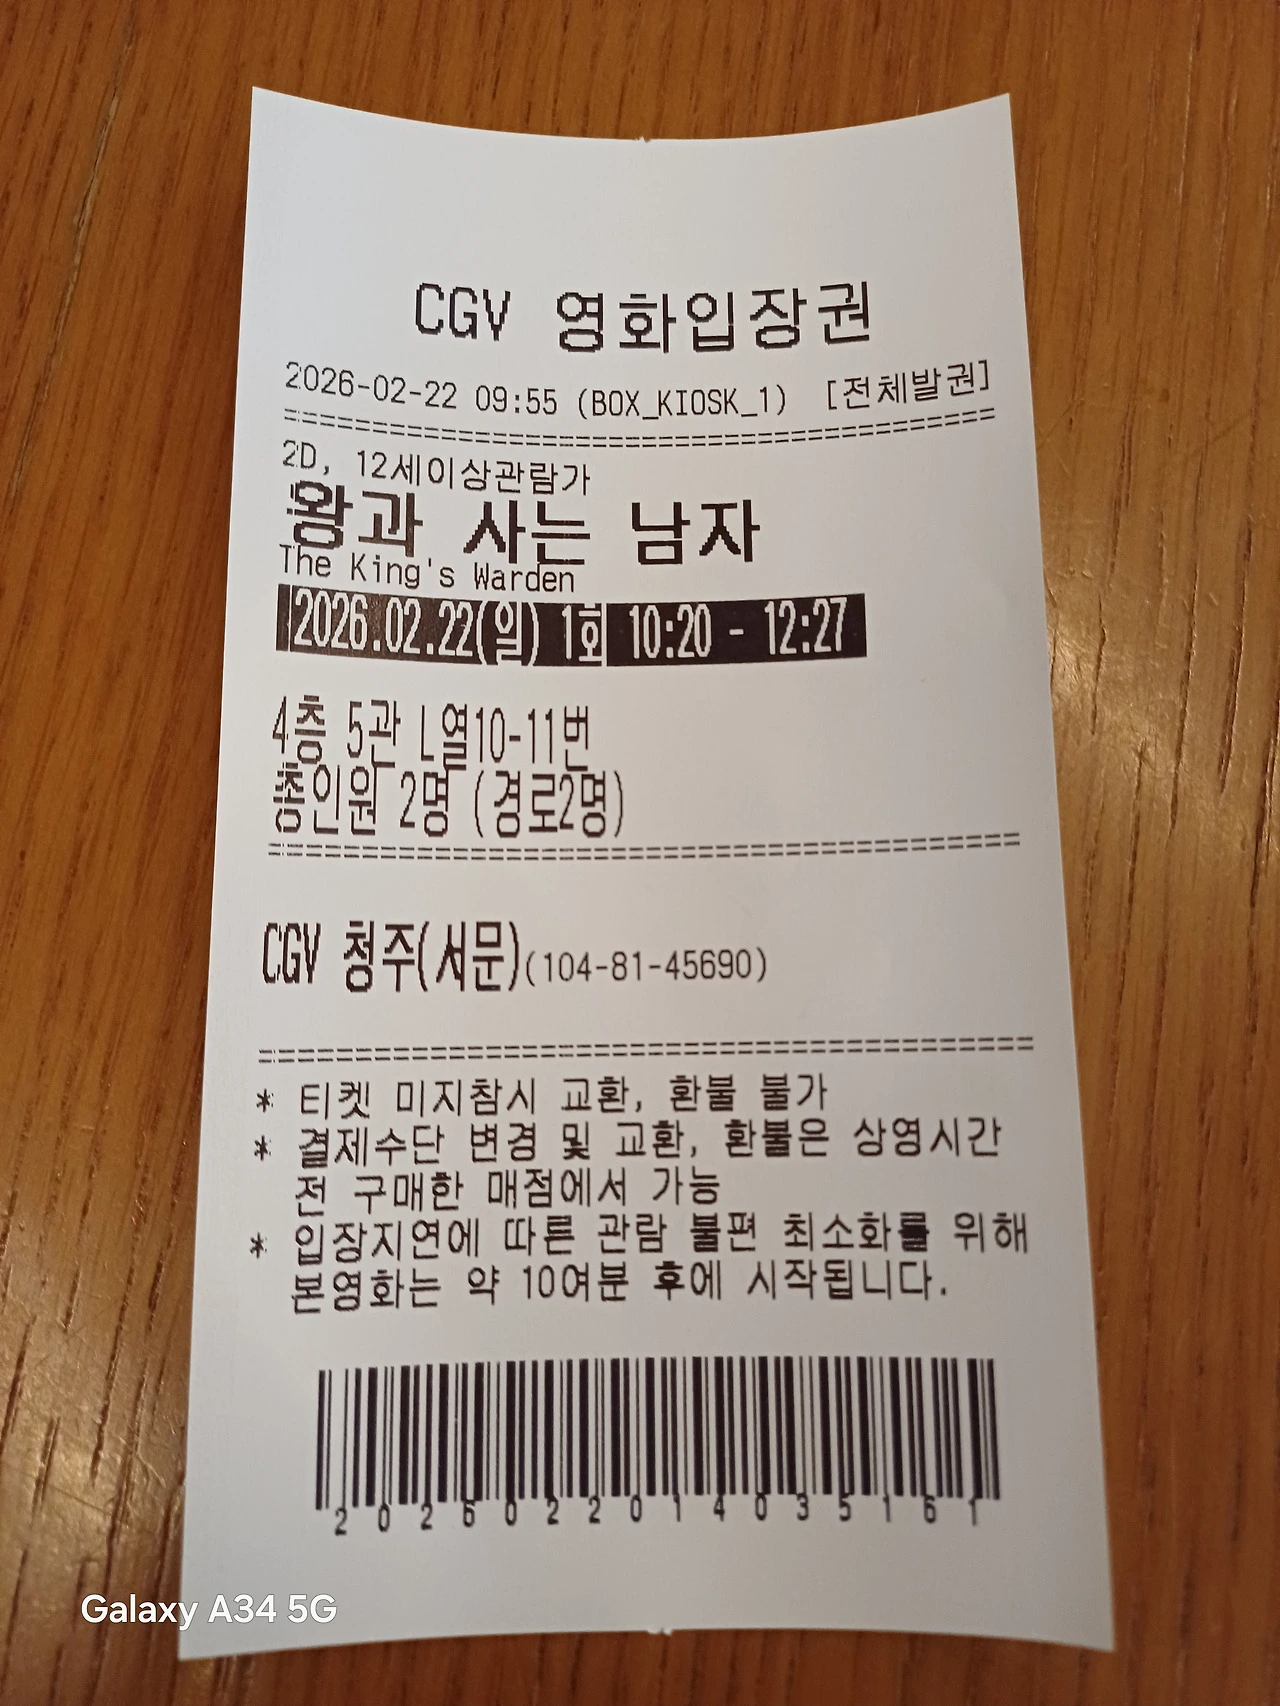 CGV 영화입장권
2026-02-22 09:55 (BOX_KIOSK_1) [전체발권]
==========================================
2D, 12세이상관람가
왕과 사는 남자
The King's Warden
2026.02.22(일) 1회 10:20 - 12:27
4층 5관 L열10-11번
총인원 2명 (경로2명)
==========================================
CGV 청주(서문)(104-81-45690)
==========================================
* 티켓 미지참시 교환, 환불 불가
* 결제수단 변경 및 교환, 환불은 상영시간
전 구매한 매점에서 가능
* 입장지연에 따른 관람 불편 최소화를 위해
본영화는 약 10여분 후에 시작됩니다.
2026022014035161
Galaxy A34 5G